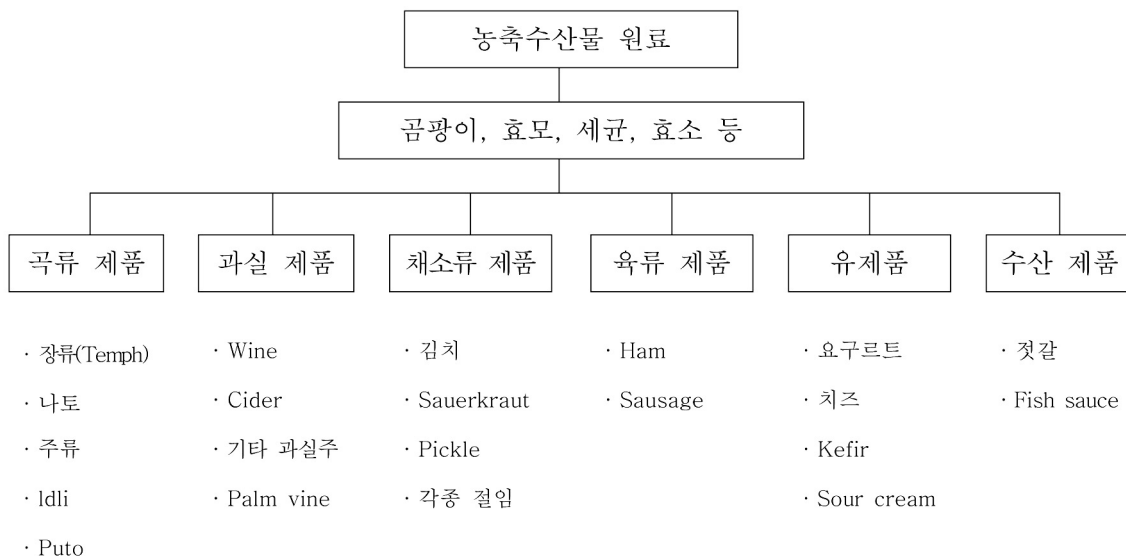 농축수산물 원료
곰팡이, 효모, 세균, 효소 등
곡류 제품
과실 제품
채소류 제품
육류 제품
유제품
수산 제품
· 장류(Temph)
· 나토
· 주류
· Idli
· Puto
· Wine
· Cider
· 기타 과실주
· Palm vine
· 김치
· Sauerkraut
· Pickle
· 각종 절임
· Ham
· Sausage
· 요구르트
· 치즈
· Kefir
· Sour cream
· 젓갈
· Fish sauce